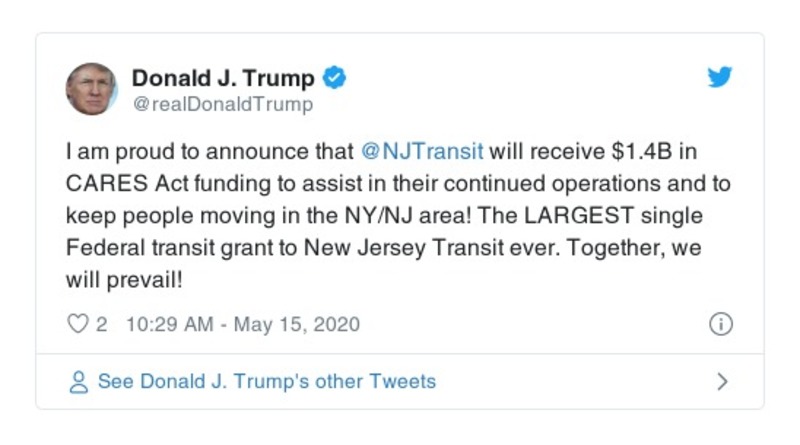 Donald J. Trump
@realDonaldTrump
I am proud to announce that @NJTransit will receive $1.4B in
CARES Act funding to assist in their continued operations and to
keep people moving in the NY/NJ area! The LARGEST single
Federal transit grant to New Jersey Transit ever. Together, we
will prevail!
2 10:29 AM - May 15, 2020
See Donald J. Trump's other Tweets